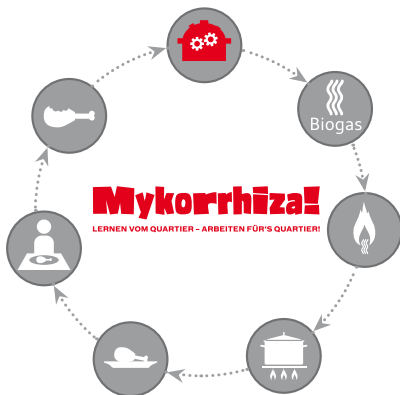 Biogas
Mykorrhiza!
LERNEN VOM QUARTIER – ARBEITEN FÜR'S QUARTIER!